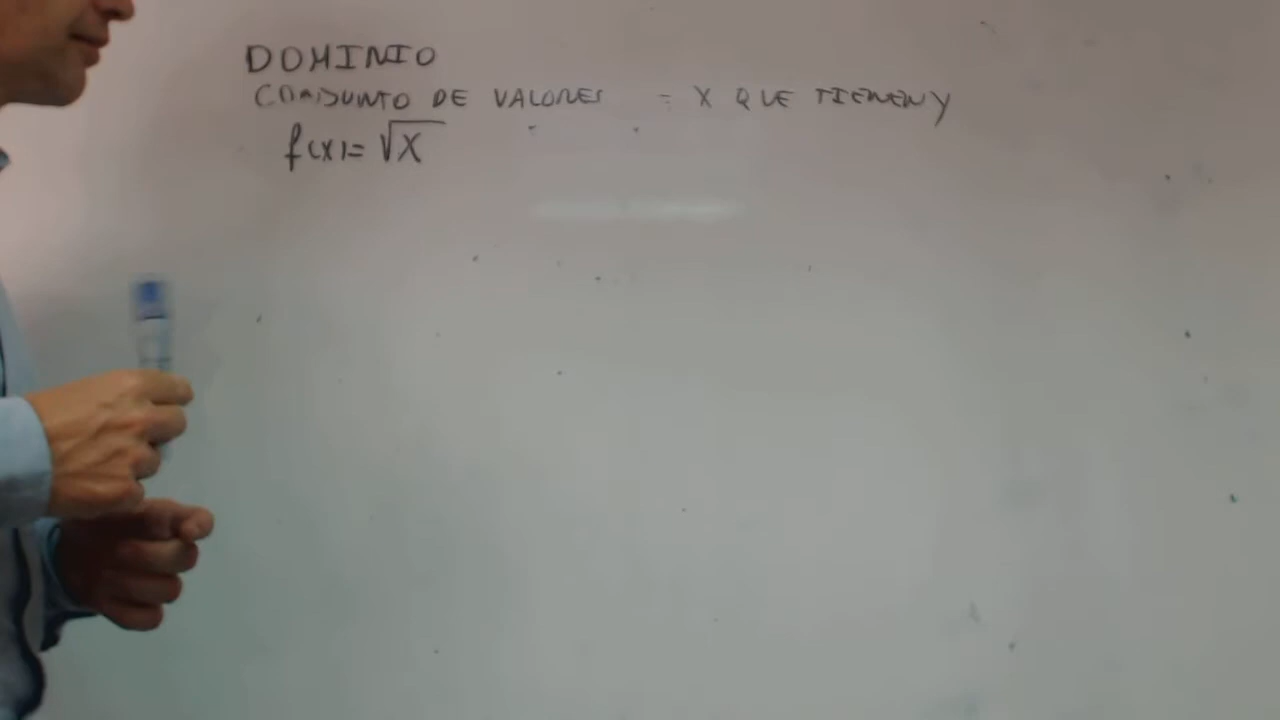 DOMINIO
CONJUNTO DE VALORES = X QUE TIENEN Y
f(x)= √X